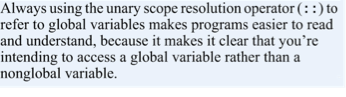 Always using the unary scope resolution operator (::) to
refer to global variables makes programs easier to read
and understand, because it makes it clear that you're
intending to access a global variable rather than a
nonglobal variable.